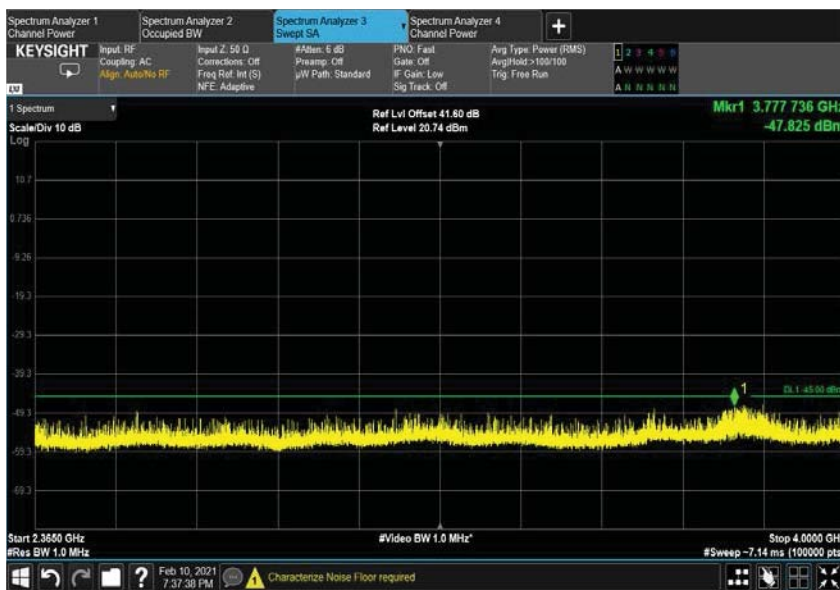 Spectrum Analyzer 1
Channel Power
Spectrum Analyzer 2
Occupied BW
Spectrum Analyzer 3
Swept SA
Spectrum Analyzer 4
Channel Power
KEYSIGHT
Input: RF
Coupling: AC
Align: Auto/No RF
Input Z: 50 Ω
Corrections: Off
Freq Ref: Int (S)
NFE: Adaptive
#Atten: 6 dB
Preamp: Off
µW Path: Standard
PNO: Fast
Gate: Off
IF Gain: Low
Sig Track: Off
Avg Type: Power (RMS)
Avg|Hold:>100/100
Trig: Free Run
1 2 3 4 5 6
A W W W W W
A N N N N N
LXI
1 Spectrum
Scale/Div 10 dB
Log
Ref Lvl Offset 41.60 dB
Ref Level 20.74 dBm
Mkr1 3.777 736 GHz
-47.825 dBm
10.7
0.736
-9.26
-19.3
-29.3
-39.3
-49.3
-59.3
-69.3
1
DL1 -45.00 dBm
Start 2.3650 GHz
#Res BW 1.0 MHz
#Video BW 1.0 MHz*
Stop 4.0000 GH
#Sweep ~7.14 ms (100000 pts
?
Feb 10, 2021
7:37:38 PM
1
Characterize Noise Floor required